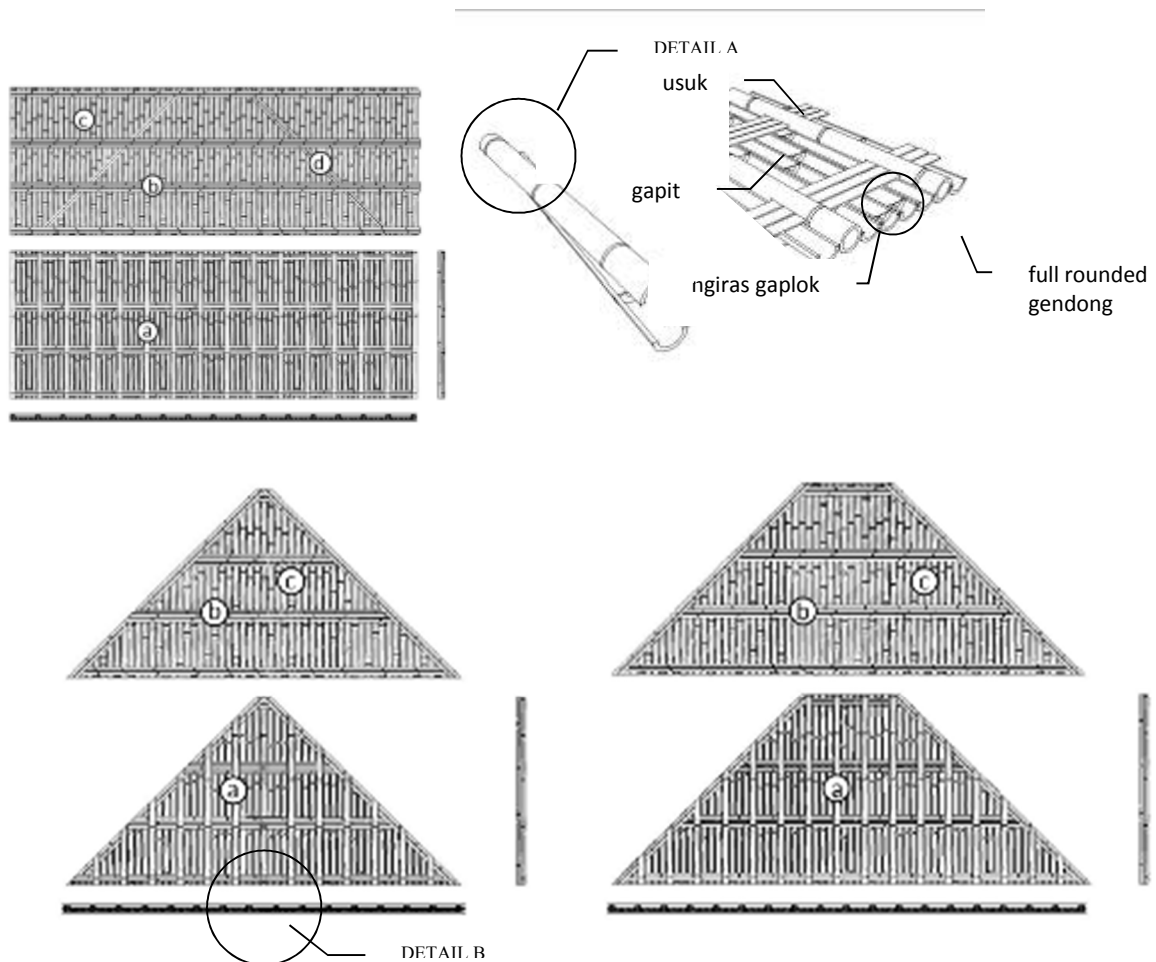 DETAIL A
usuk
c
d
b
gapit
a
ngiras gaplok
full rounded
gendong
c
b
c
b
a
a
DETAIL B